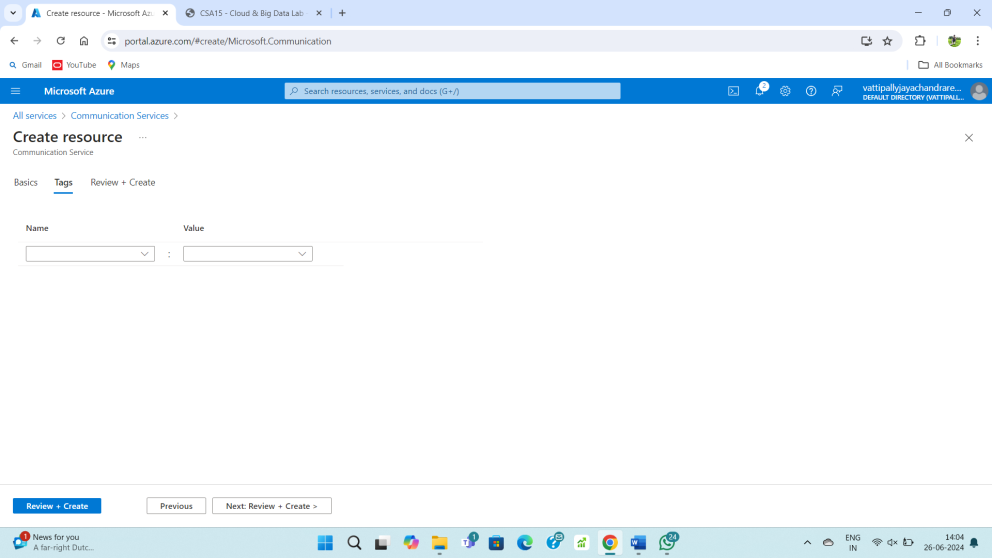 Create resource - Microsoft Azu
CSA15 - Cloud & Big Data Lab
portal.azure.com/#create/Microsoft.Communication
Gmail YouTube Maps All Bookmarks
Microsoft Azure
Search resources, services, and docs (G+/)
2
vattipallyjayachandrare...
DEFAULT DIRECTORY (VATTIPALL...
All services > Communication Services >
Create resource ...
Communication Service
Basics Tags Review + Create
Name Value
:
Review + Create Previous Next: Review + Create >
1
News for you
A far-right Dutc...
1
24
ENG
IN
14:04
26-06-2024